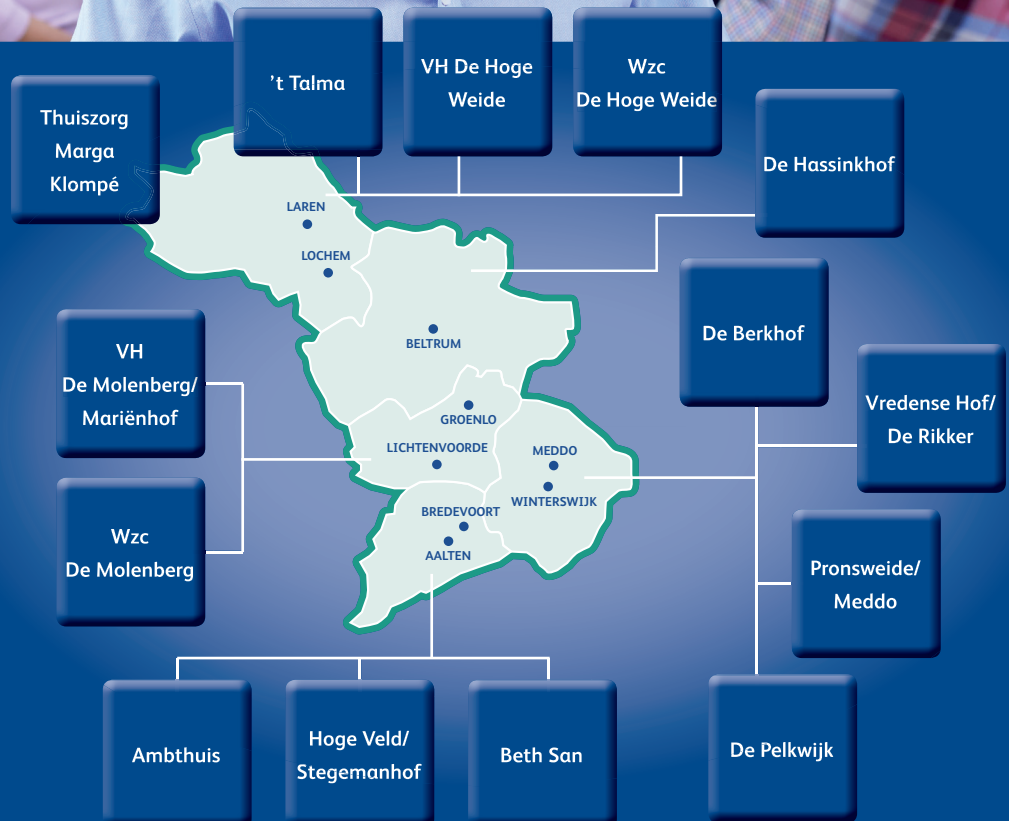 't Talma
VH De Hoge
Weide
Wzc
De Hoge Weide
Thuiszorg
Marga
Klompé
De Hassinkhof
LAREN
LOCHEM
BELTRUM
GROENLO
LICHTENVOORDE
MEDDO
WINTERSWIJK
BREDEVOORT
AALTEN
VH
De Molenberg/
Mariënhof
Wzc
De Molenberg
De Berkhof
Vredense Hof/
De Rikker
Pronsweide/
Meddo
De Pelkwijk
Ambthuis
Hoge Veld/
Stegemanhof
Beth San